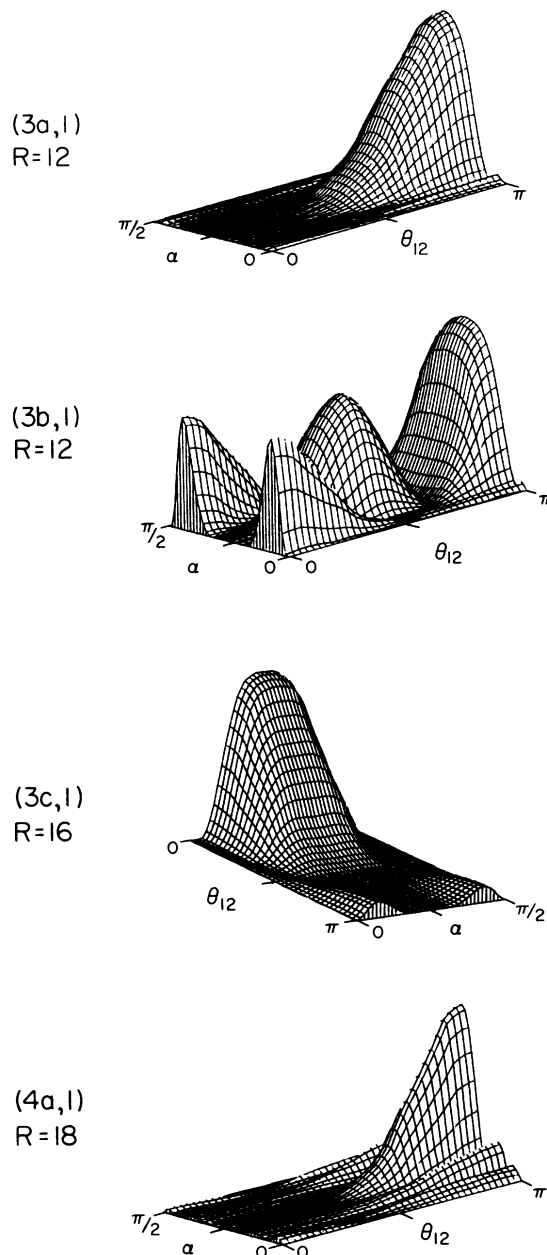 (3a,1)
R=12
π/2
α
0
0
θ12
π
(3b,1)
R=12
π/2
α
0
0
θ12
π
(3c,1)
R=16
0
θ12
π
0
α
π/2
(4a,1)
R=18
π/2
α
0
0
θ12
π